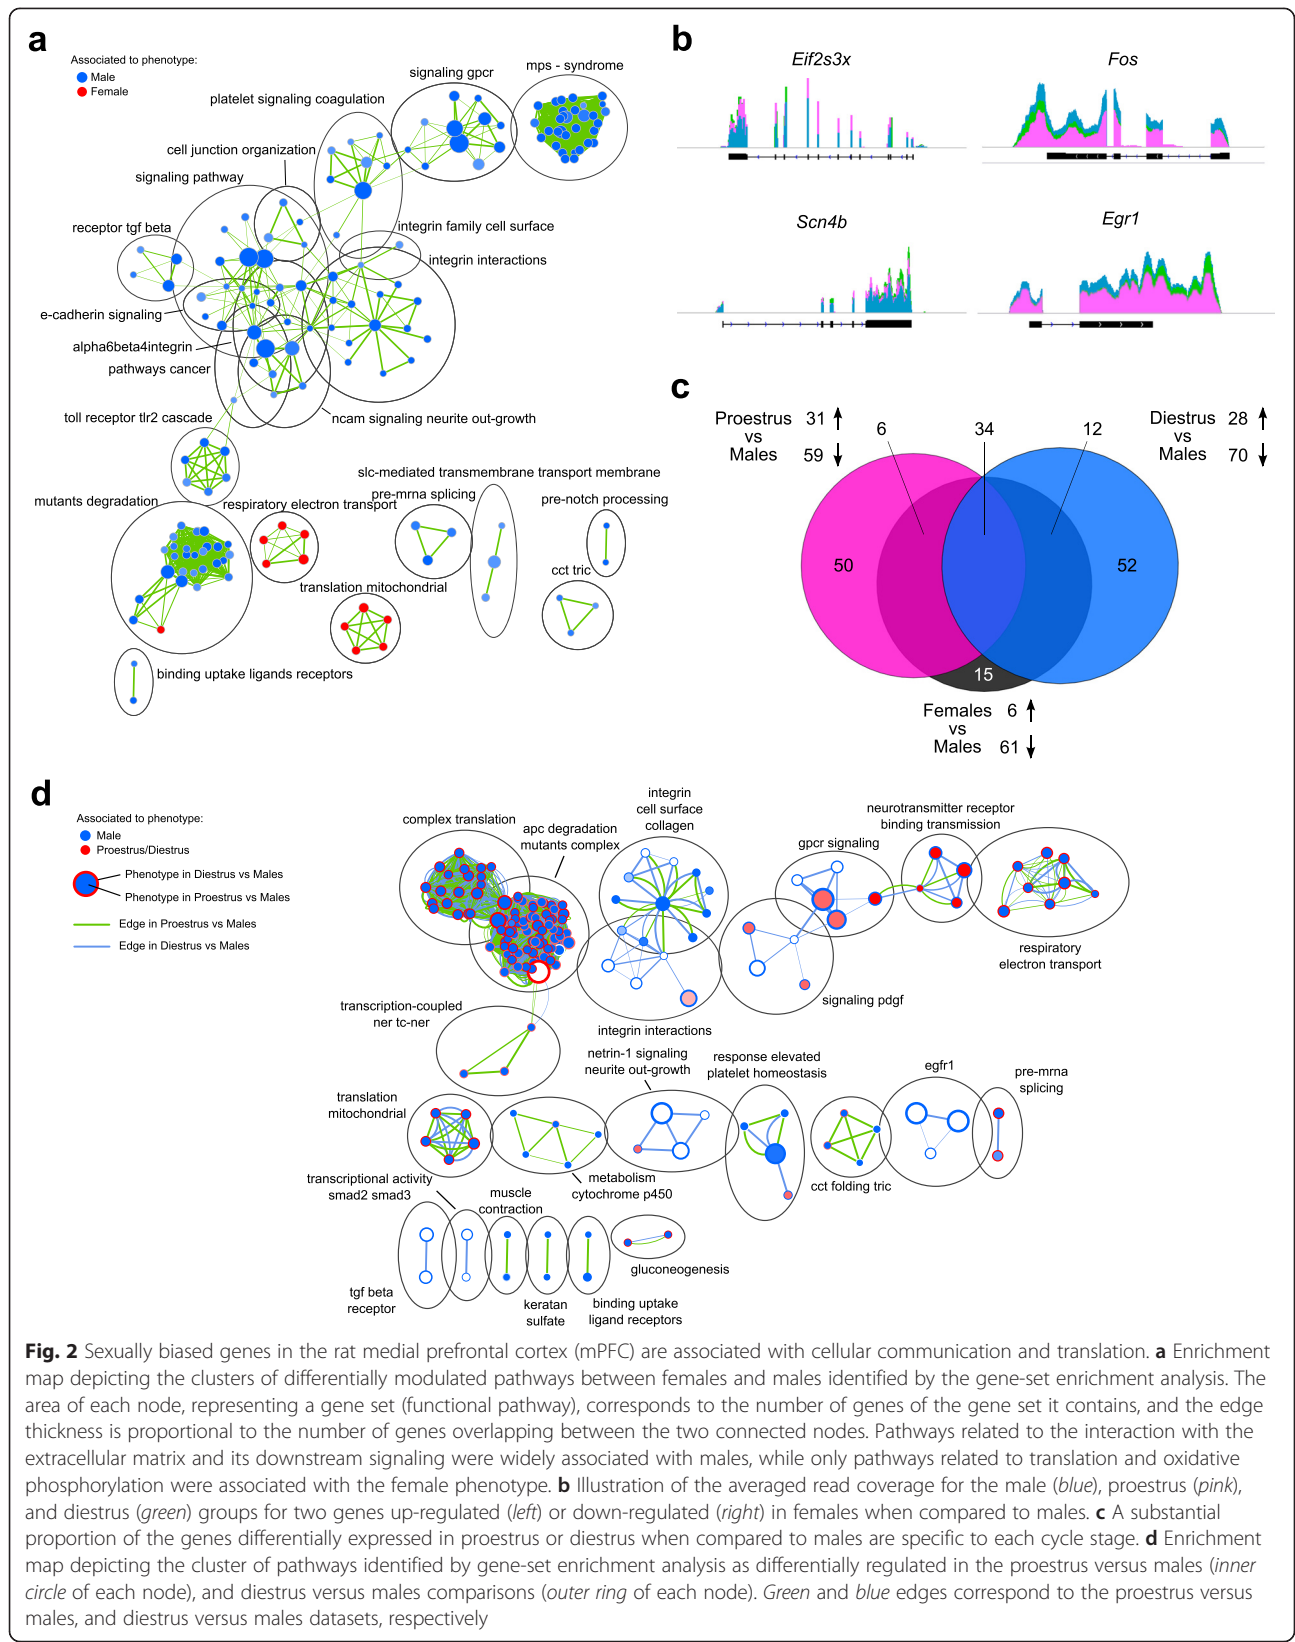 a
Associated to phenotype:
Male
Female
signaling gpcr
mps - syndrome
platelet signaling coagulation
cell junction organization
signaling pathway
receptor tgf beta
integrin family cell surface
integrin interactions
e-cadherin signaling
alpha6beta4integrin
pathways cancer
toll receptor tlr2 cascade
ncam signaling neurite out-growth
slc-mediated transmembrane transport membrane
mutants degradation
respiratory electron transport
pre-mrna splicing
pre-notch processing
cct tric
translation mitochondrial
binding uptake ligands receptors
b
Eif2s3x
Fos
Scn4b
Egr1
c
Proestrus 31
vs
Males 59
6
34
12
Diestrus 28
vs
Males 70
50
52
15
Females 6
vs
Males 61
d
Associated to phenotype:
Male
Proestrus/Diestrus
Phenotype in Diestrus vs Males
Phenotype in Proestrus vs Males
Edge in Proestrus vs Males
Edge in Diestrus vs Males
complex translation
apc degradation
mutants complex
integrin
cell surface
collagen
gpcr signaling
neurotransmitter receptor
binding transmission
respiratory
electron transport
signaling pdgf
integrin interactions
transcription-coupled
ner tc-ner
netrin-1 signaling
neurite out-growth
response elevated
platelet homeostasis
egfr1
pre-mrna
splicing
translation
mitochondrial
metabolism
cytochrome p450
cct folding tric
transcriptional activity
smad2 smad3
muscle
contraction
gluconeogenesis
tgf beta
receptor
keratan
sulfate
binding uptake
ligand receptors
Fig. 2 Sexually biased genes in the rat medial prefrontal cortex (mPFC) are associated with cellular communication and translation. a Enrichment
map depicting the clusters of differentially modulated pathways between females and males identified by the gene-set enrichment analysis. The
area of each node, representing a gene set (functional pathway), corresponds to the number of genes of the gene set it contains, and the edge
thickness is proportional to the number of genes overlapping between the two connected nodes. Pathways related to the interaction with the
extracellular matrix and its downstream signaling were widely associated with males, while only pathways related to translation and oxidative
phosphorylation were associated with the female phenotype. b Illustration of the averaged read coverage for the male (blue), proestrus (pink),
and diestrus (green) groups for two genes up-regulated (left) or down-regulated (right) in females when compared to males. c A substantial
proportion of the genes differentially expressed in proestrus or diestrus when compared to males are specific to each cycle stage. d Enrichment
map depicting the cluster of pathways identified by gene-set enrichment analysis as differentially regulated in the proestrus versus males (inner
circle of each node), and diestrus versus males comparisons (outer ring of each node). Green and blue edges correspond to the proestrus versus
males, and diestrus versus males datasets, respectively